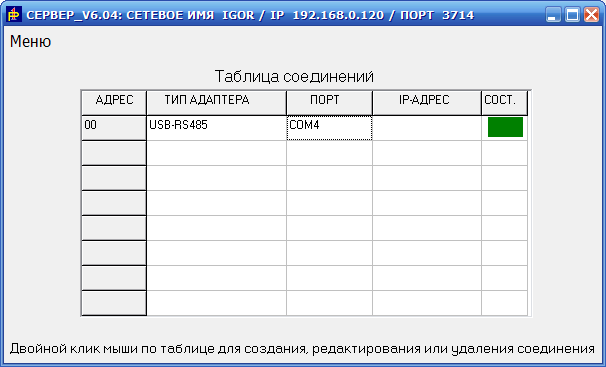 СЕРВЕР_V6.04: СЕТЕВОЕ ИМЯ IGOR / IP 192.168.0.120 / ПОРТ 3714
Меню
Таблица соединений
АДРЕС ТИП АДАПТЕРА ПОРТ IP-АДРЕС СОСТ.
00 USB-RS485 COM4
Двойной клик мыши по таблице для создания, редактирования или удаления соединения